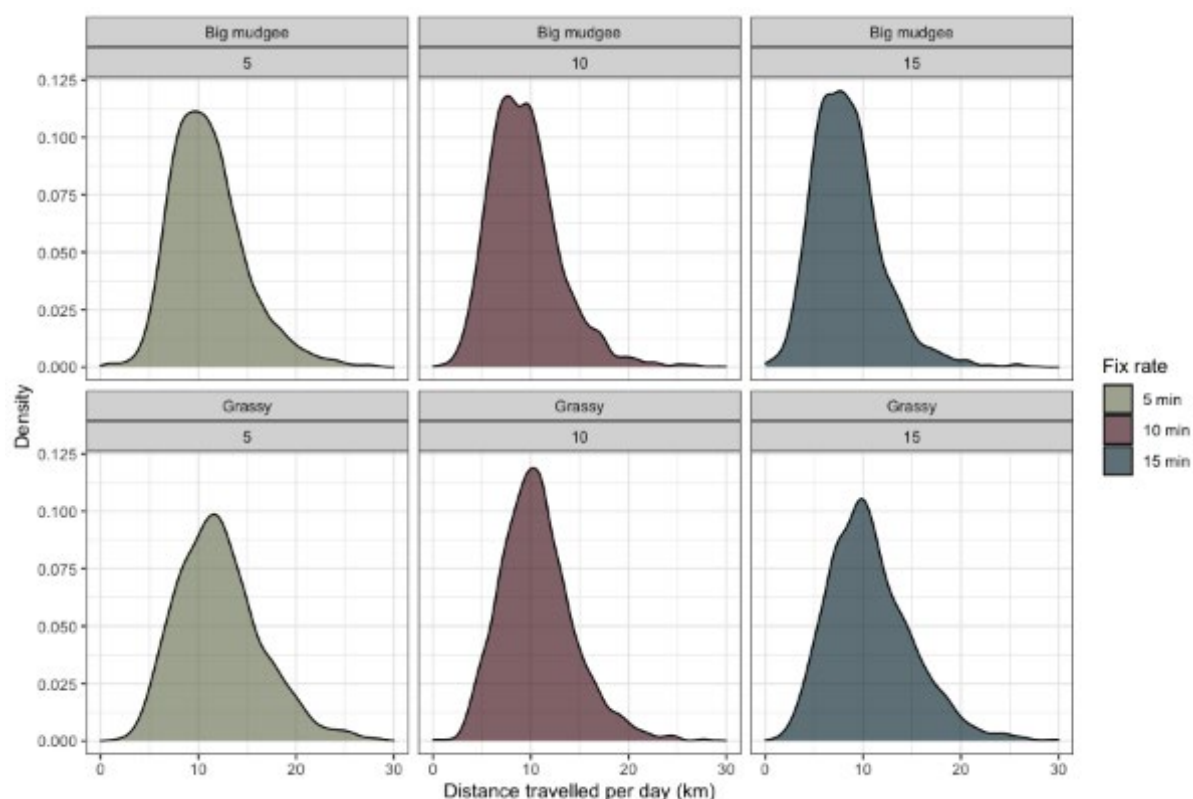 Big mudgee Big mudgee Big mudgee
5 10 15
0.125
0.100
0.075
0.050
0.025
0.000
Grassy Grassy Grassy
5 10 15
0.125
0.100
0.075
0.050
0.025
0.000
0 10 20 30 0 10 20 30 0 10 20 30
Distance travelled per day (km)
Density
Fix rate
5 min
10 min
15 min